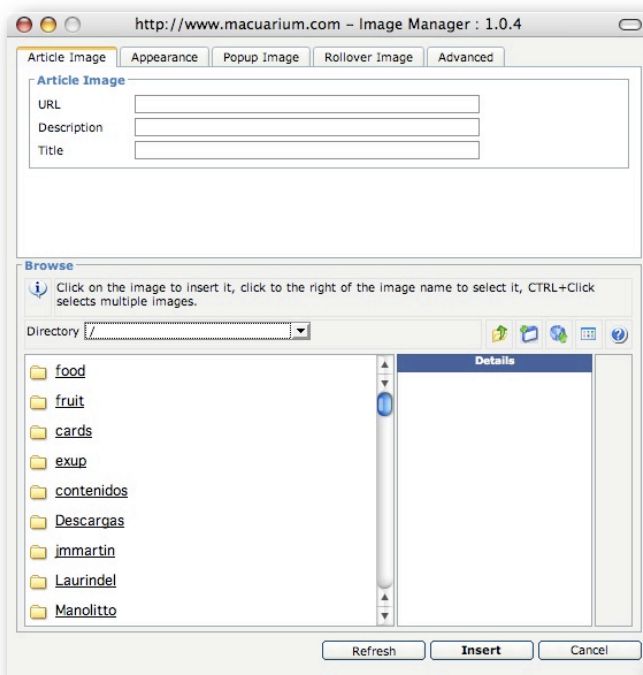 http://www.macuarium.com – Image Manager : 1.0.4
Article Image
Appearance
Popup Image
Rollover Image
Advanced
Article Image
URL
Description
Title
Browse
Click on the image to insert it, click to the right of the image name to select it, CTRL+Click
selects multiple images.
Directory /
Details
food
fruit
cards
exup
contenidos
Descargas
jmmartin
Laurindel
Manolitto
Refresh
Insert
Cancel